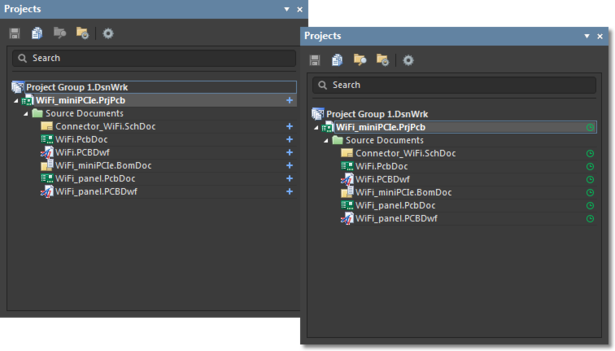 Projects
Search
Project Group 1.DsnWrk
WiFi_miniPCIe.PrjPcb
Source Documents
Connector_WiFi.SchDoc
WiFi.PcbDoc
WiFi.PCBDwf
WiFi_miniPCIe.BomDoc
WiFi_panel.PcbDoc
WiFi_panel.PCBDwf
Projects
Search
Project Group 1.DsnWrk
WiFi_miniPCIe.PrjPcb
Source Documents
Connector_WiFi.SchDoc
WiFi.PcbDoc
WiFi.PCBDwf
WiFi_miniPCIe.BomDoc
WiFi_panel.PcbDoc
WiFi_panel.PCBDwf